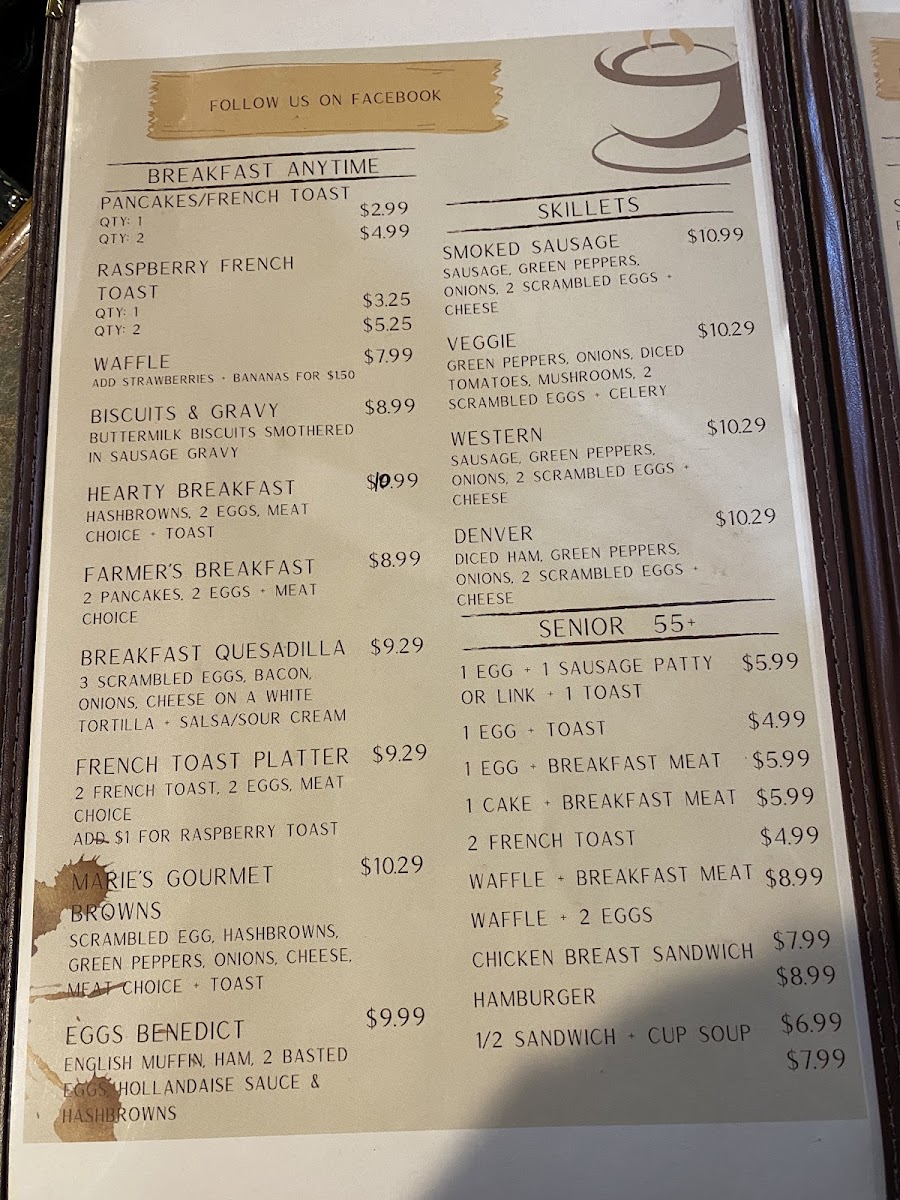 FOLLOW US ON FACEBOOK
BREAKFAST ANYTIME
PANCAKES/FRENCH TOAST
QTY: 1 $2.99
QTY: 2 $4.99
RASPBERRY FRENCH
TOAST
QTY: 1 $3.25
QTY: 2 $5.25
WAFFLE $7.99
ADD STRAWBERRIES + BANANAS FOR $1.50
BISCUITS & GRAVY $8.99
BUTTERMILK BISCUITS SMOTHERED
IN SAUSAGE GRAVY
HEARTY BREAKFAST $10.99
HASHBROWNS, 2 EGGS, MEAT
CHOICE + TOAST
FARMER'S BREAKFAST $8.99
2 PANCAKES, 2 EGGS + MEAT
CHOICE
BREAKFAST QUESADILLA $9.29
3 SCRAMBLED EGGS, BACON,
ONIONS, CHEESE ON A WHITE
TORTILLA + SALSA/SOUR CREAM
FRENCH TOAST PLATTER $9.29
2 FRENCH TOAST, 2 EGGS, MEAT
CHOICE
ADD $1 FOR RASPBERRY TOAST
MARIE'S GOURMET $10.29
BROWNS
SCRAMBLED EGG, HASHBROWNS,
GREEN PEPPERS, ONIONS, CHEESE,
MEAT CHOICE + TOAST
EGGS BENEDICT $9.99
ENGLISH MUFFIN, HAM, 2 BASTED
EGGS, HOLLANDAISE SAUCE &
HASHBROWNS
SKILLETS
SMOKED SAUSAGE $10.99
SAUSAGE, GREEN PEPPERS,
ONIONS, 2 SCRAMBLED EGGS +
CHEESE
VEGGIE $10.29
GREEN PEPPERS, ONIONS, DICED
TOMATOES, MUSHROOMS, 2
SCRAMBLED EGGS + CELERY
WESTERN $10.29
SAUSAGE, GREEN PEPPERS,
ONIONS, 2 SCRAMBLED EGGS +
CHEESE
DENVER $10.29
DICED HAM, GREEN PEPPERS,
ONIONS, 2 SCRAMBLED EGGS +
CHEESE
SENIOR 55+
1 EGG + 1 SAUSAGE PATTY $5.99
OR LINK + 1 TOAST
1 EGG + TOAST $4.99
1 EGG + BREAKFAST MEAT $5.99
1 CAKE + BREAKFAST MEAT $5.99
2 FRENCH TOAST $4.99
WAFFLE + BREAKFAST MEAT $8.99
WAFFLE + 2 EGGS
CHICKEN BREAST SANDWICH $7.99
$8.99
HAMBURGER
1/2 SANDWICH + CUP SOUP $6.99
$7.99